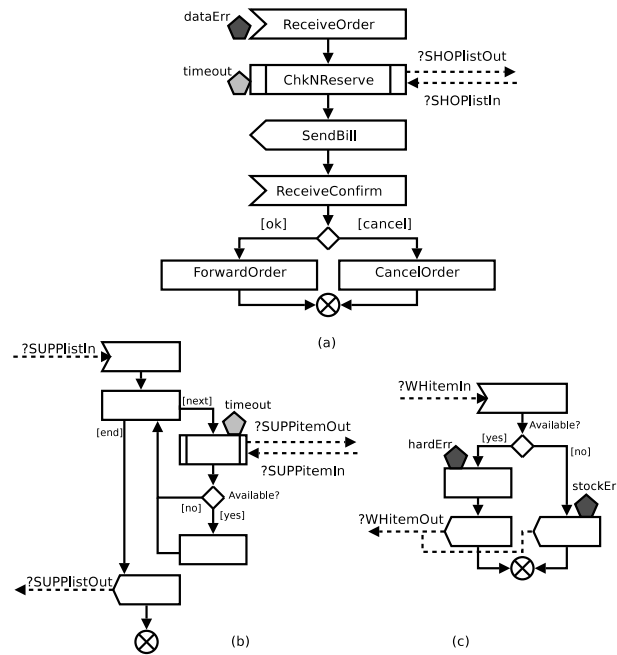 dataErr
ReceiveOrder
timeout
ChkNReserve
?SHOPlistOut
?SHOPlistIn
SendBill
ReceiveConfirm
[ok]
[cancel]
ForwardOrder
CancelOrder
(a)
?SUPPlistIn
[next]
timeout
[end]
?SUPPitemOut
?SUPPitemIn
Available?
[no]
[yes]
?SUPPlistOut
(b)
?WHitemIn
Available?
[yes]
[no]
hardErr
stockEr
?WHitemOut
(c)